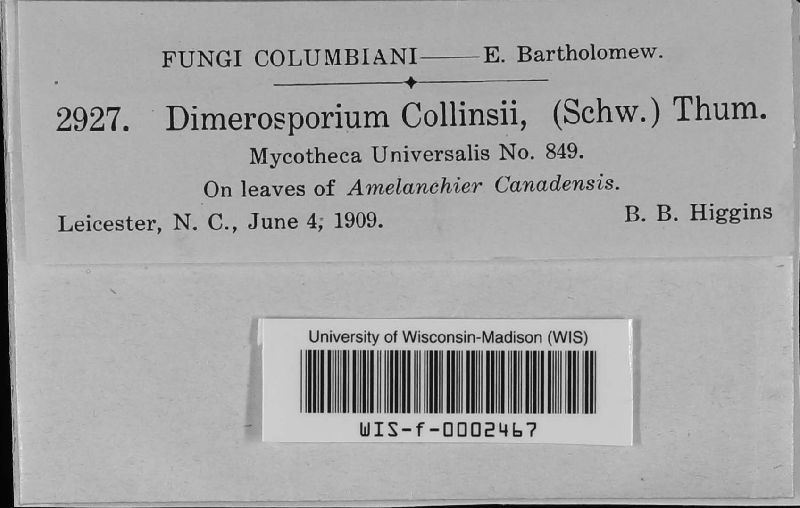 FUNGI COLUMBIANI—— E. Bartholomew.
2927. Dimerosporium Collinsii, (Schw.) Thum.
Mycotheca Universalis No. 849.
On leaves of Amelanchier Canadensis.
Leicester, N. C., June 4, 1909. B. B. Higgins
University of Wisconsin-Madison (WIS)
WIS-f-0002467